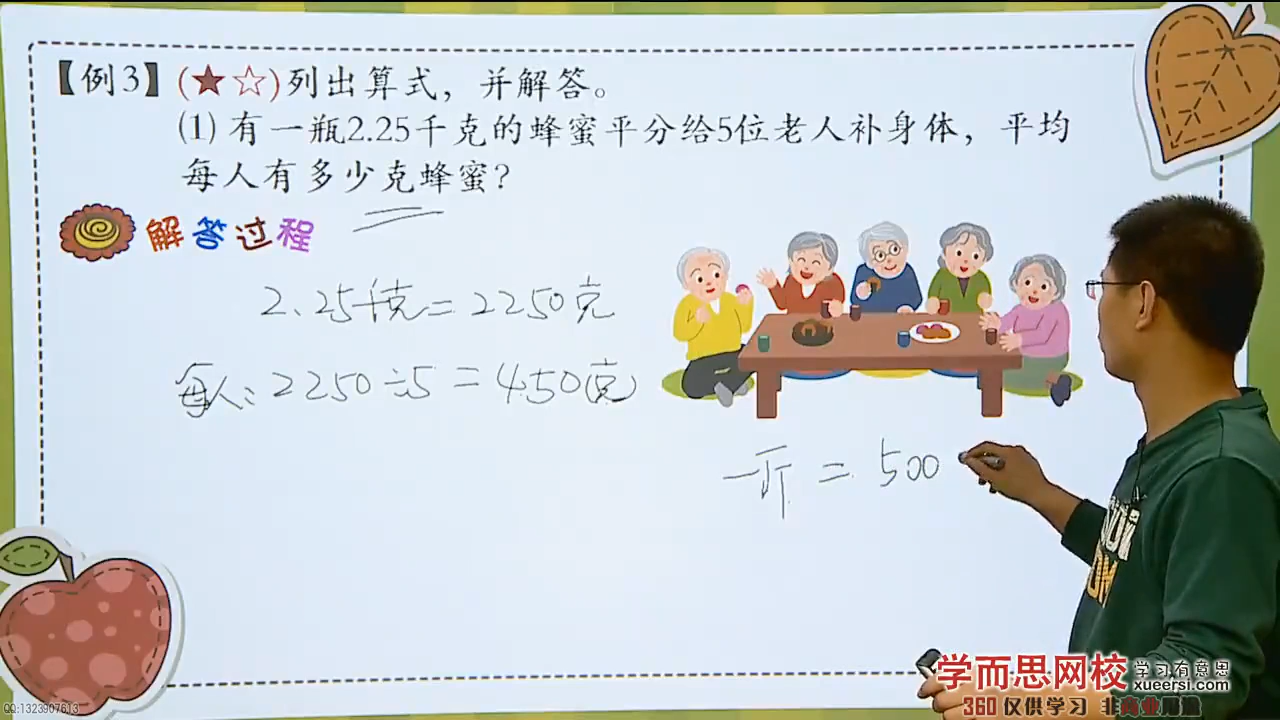 【例3】(★☆)列出算式，并解答。
(1) 有一瓶2.25千克的蜂蜜平分给5位老人补身体，平均
每人有多少克蜂蜜?
解答过程
2.25千克=2250克
每人：2250÷5=450(克)
一斤=500
学而思网校 学习有意思
xueersi.com
360 仅供学习
QQ:1323907613